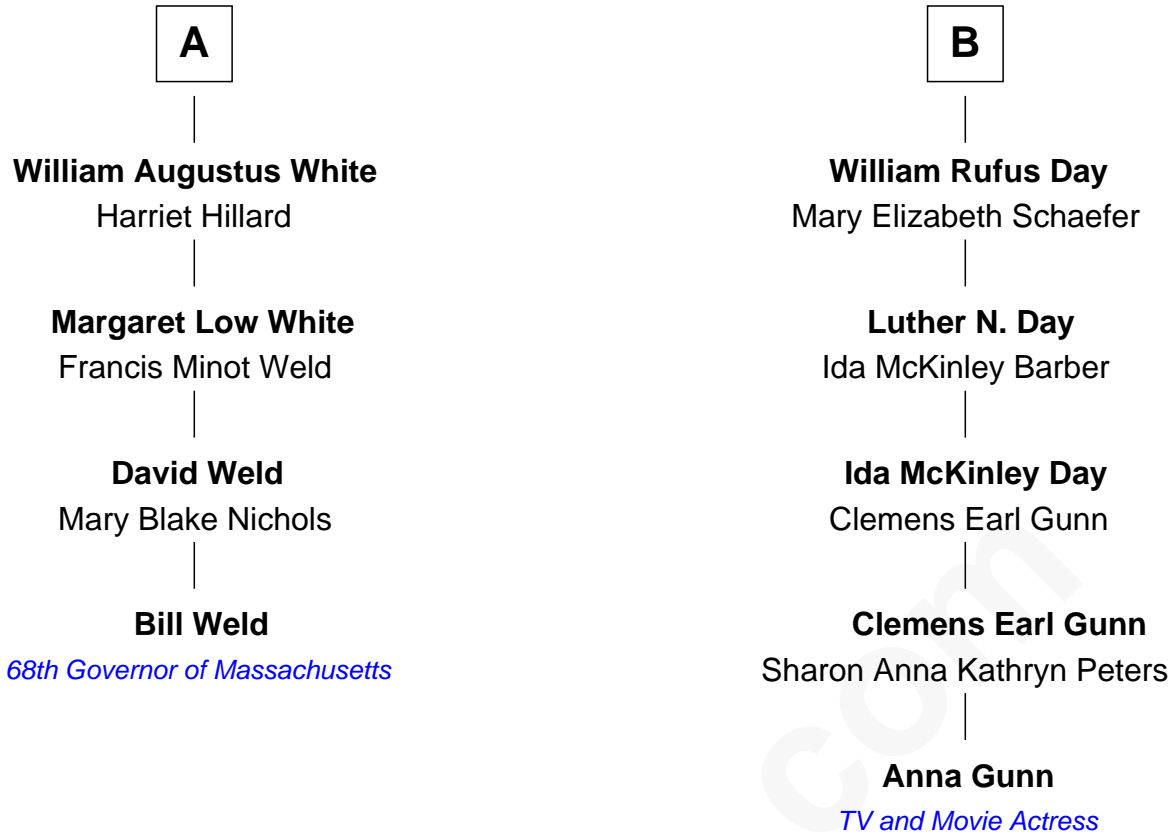 A
William Augustus White
Harriet Hillard
Margaret Low White
Francis Minot Weld
David Weld
Mary Blake Nichols
Bill Weld
68th Governor of Massachusetts
B
William Rufus Day
Mary Elizabeth Schaefer
Luther N. Day
Ida McKinley Barber
Ida McKinley Day
Clemens Earl Gunn
Clemens Earl Gunn
Sharon Anna Kathryn Peters
Anna Gunn
TV and Movie Actress
com